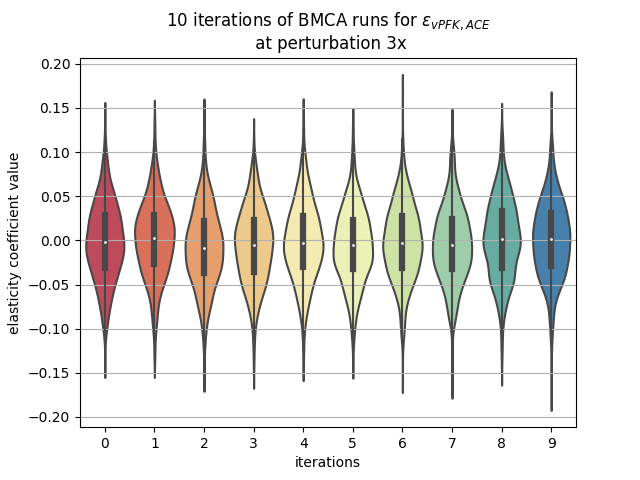 10 iterations of BMCA runs for ε_{vPFK, ACE}
at perturbation 3x
elasticity coefficient value
0.20
0.15
0.10
0.05
0.00
−0.05
−0.10
−0.15
−0.20
0 1 2 3 4 5 6 7 8 9
iterations